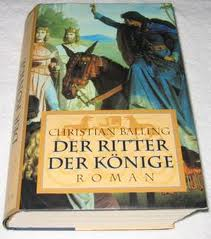 CHRISTIAN BALLING
DER RITTER
DER KÖNIGE
ROMAN